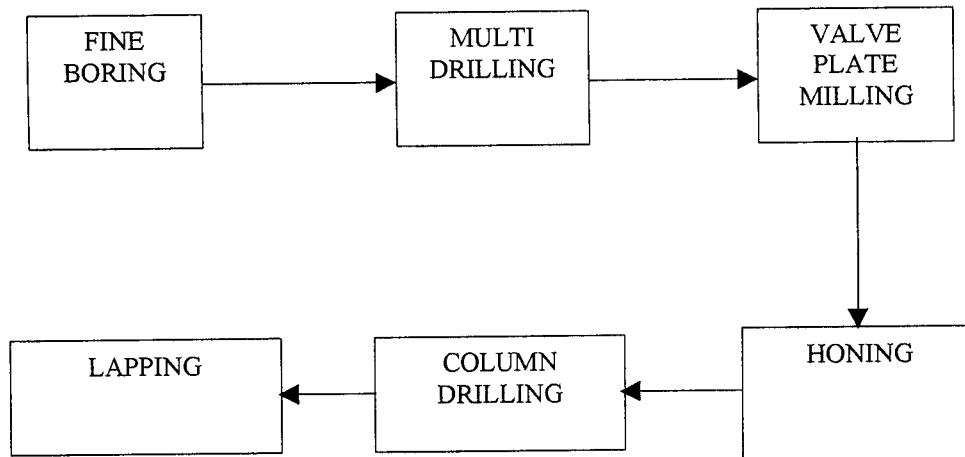 FINE
BORING
MULTI
DRILLING
VALVE
PLATE
MILLING
HONING
COLUMN
DRILLING
LAPPING